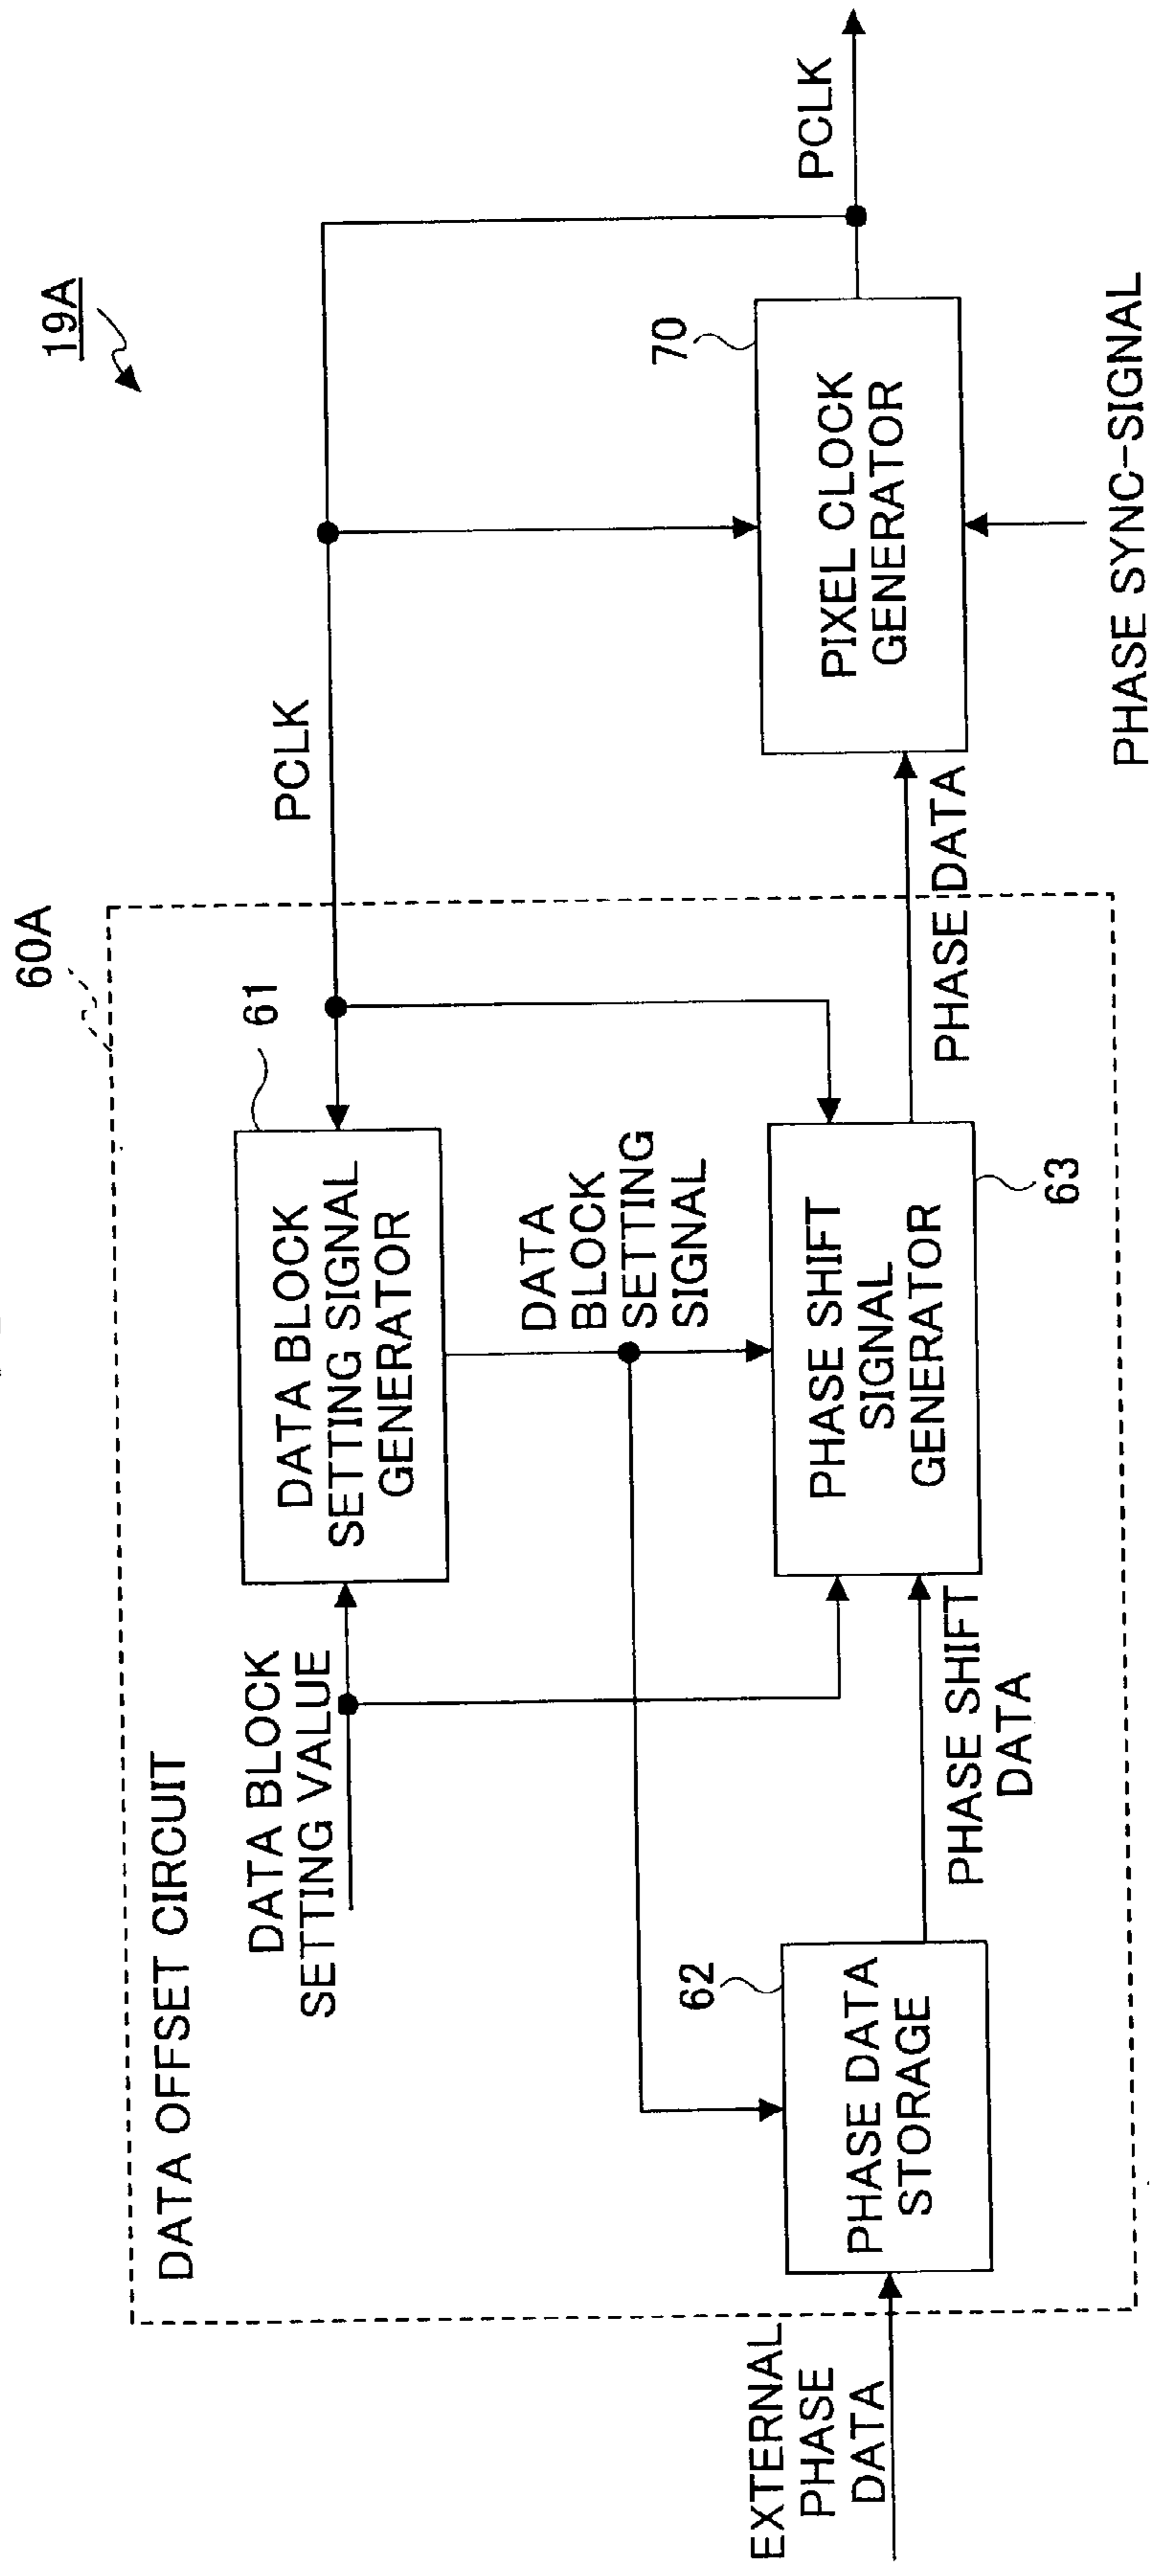 19A
60A
DATA OFFSET CIRCUIT
DATA BLOCK
SETTING VALUE
61
DATA BLOCK
SETTING SIGNAL
GENERATOR
PCLK
DATA
BLOCK
SETTING
SIGNAL
EXTERNAL
PHASE
DATA
62
PHASE DATA
STORAGE
PHASE SHIFT
DATA
PHASE SHIFT
SIGNAL
GENERATOR
63
PHASE DATA
70
PIXEL CLOCK
GENERATOR
PCLK
PHASE SYNC-SIGNAL